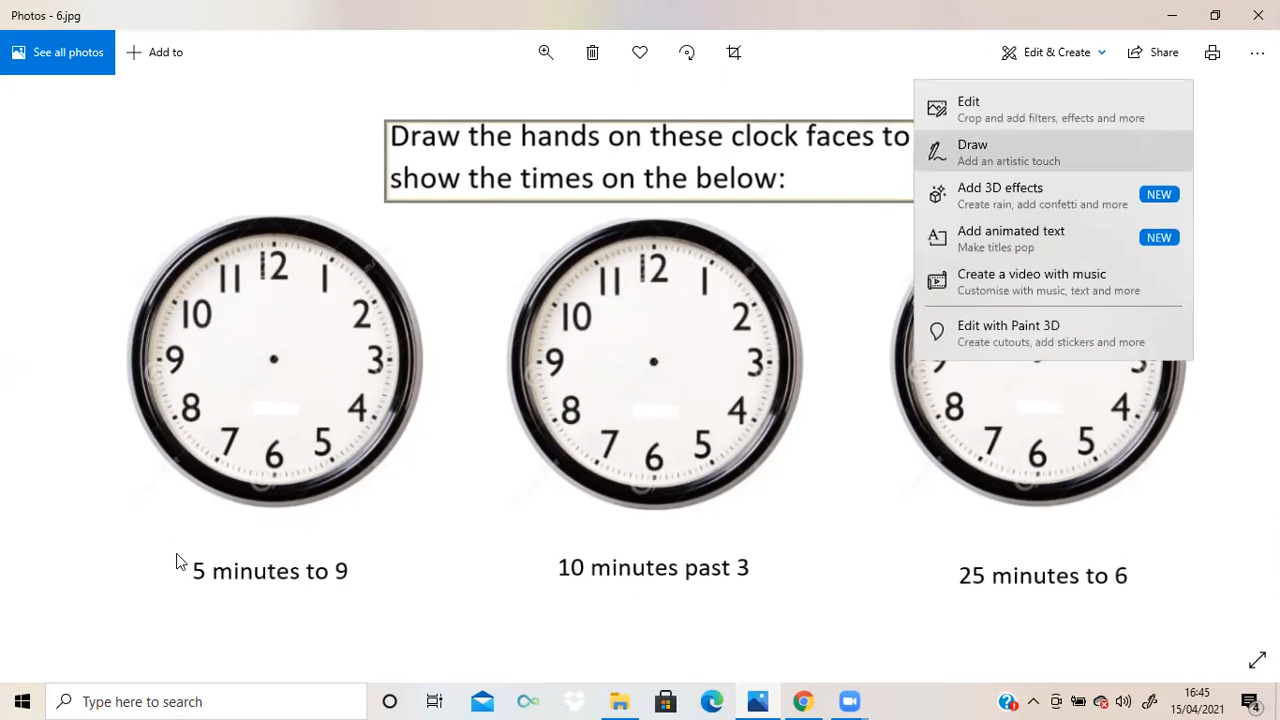 Photos - 6.jpg
See all photos
Add to
Edit & Create
Share
Edit
Crop and add filters, effects and more
Draw
Add an artistic touch
Add 3D effects
NEW
Create rain, add confetti and more
Add animated text
NEW
Make titles pop
Create a video with music
Customise with music, text and more
Edit with Paint 3D
Create cutouts, add stickers and more
Draw the hands on these clock faces to
show the times on the below:
12
11 1
10 2
9 3
8 4
7 5
6
12
11 1
10 2
9 3
8 4
7 5
6
8 4
7 5
6
5 minutes to 9
10 minutes past 3
25 minutes to 6
Type here to search
16:45
15/04/2021
4